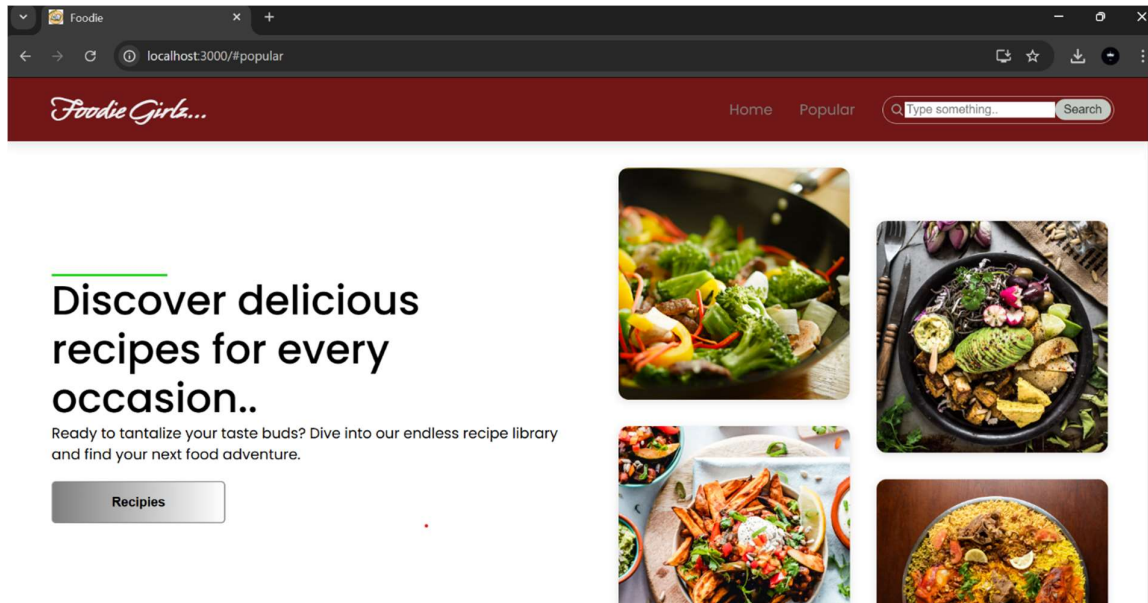 Foodie
localhost:3000/#popular
Foodie Girlz...
Home Popular Type something.. Search
Discover delicious
recipes for every
occasion..
Ready to tantalize your taste buds? Dive into our endless recipe library
and find your next food adventure.
Recipies